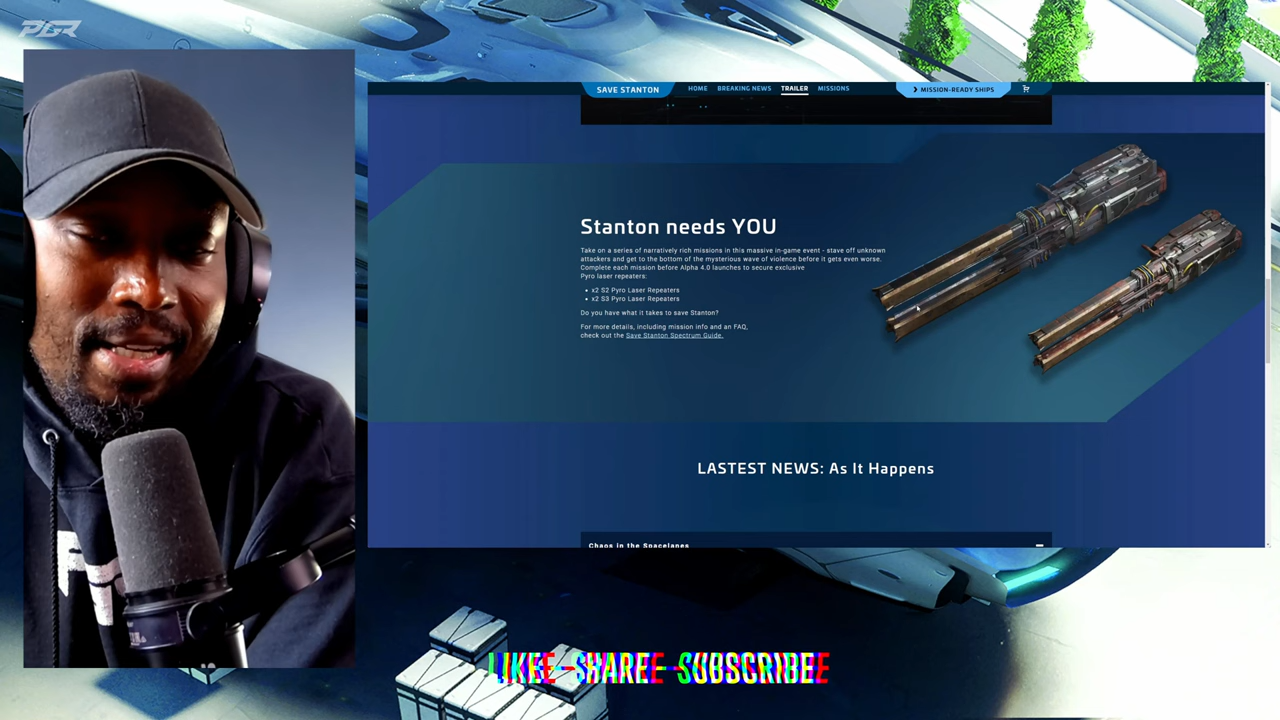 PGR
SAVE STANTON
HOME
BREAKING NEWS
TRAILER
MISSIONS
MISSION-READY SHIPS
Stanton needs YOU
Take on a series of narratively rich missions in this massive in-game event - stave off unknown
attackers and get to the bottom of the mysterious wave of violence before it gets even worse.
Complete each mission before Alpha 4.0 launches to secure exclusive
Pyro laser repeaters:
• x2 S2 Pyro Laser Repeaters
• x2 S3 Pyro Laser Repeaters
Do you have what it takes to save Stanton?
For more details, including mission info and an FAQ,
check out the Save Stanton Spectrum Guide.
LASTEST NEWS: As It Happens
Chaos in the Spacelanes
LIKE - SHARE - SUBSCRIBE